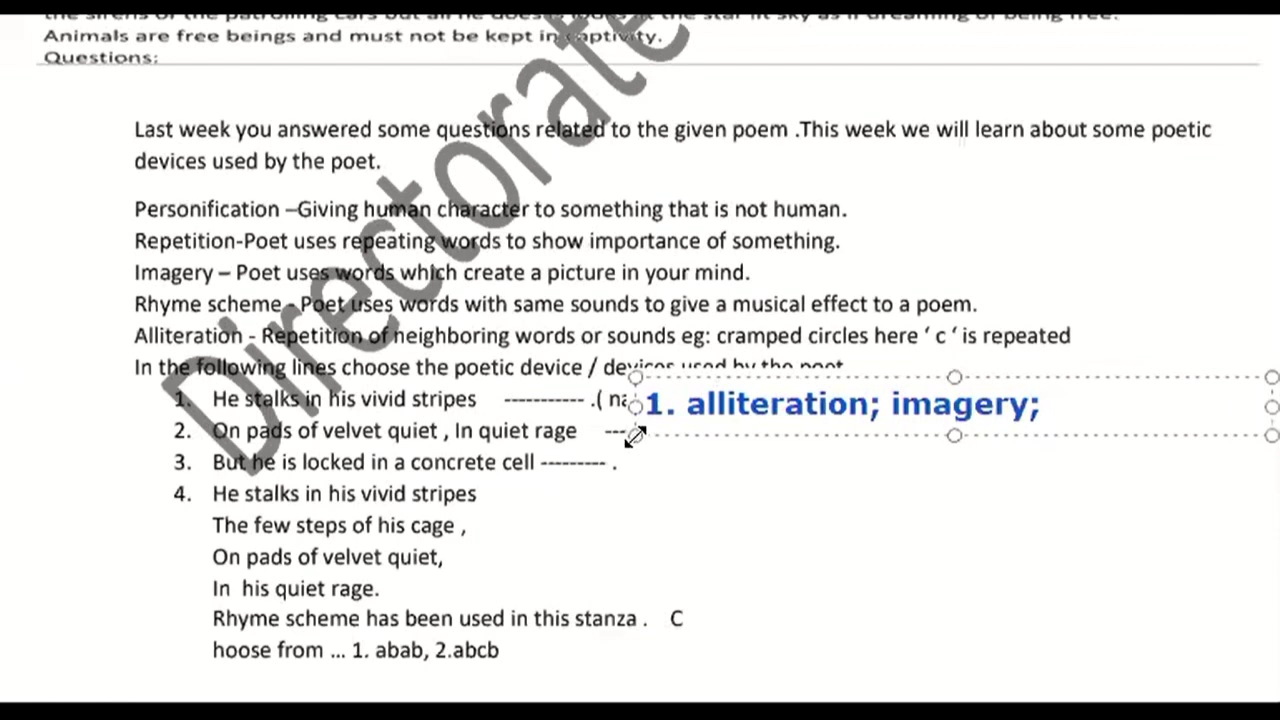 Animals are free beings and must not be kept in captivity.
Questions:
Last week you answered some questions related to the given poem .This week we will learn about some poetic
devices used by the poet.
Personification –Giving human character to something that is not human.
Repetition-Poet uses repeating words to show importance of something.
Imagery – Poet uses words which create a picture in your mind.
Rhyme scheme - Poet uses words with same sounds to give a musical effect to a poem.
Alliteration - Repetition of neighboring words or sounds eg: cramped circles here ‘ c ‘ is repeated
In the following lines choose the poetic device / devices used by the poet
1. He stalks in his vivid stripes ----------- .(
1. alliteration; imagery;
2. On pads of velvet quiet , In quiet rage ---
3. But he is locked in a concrete cell --------- .
4. He stalks in his vivid stripes
The few steps of his cage ,
On pads of velvet quiet,
In his quiet rage.
Rhyme scheme has been used in this stanza . C
hoose from ... 1. abab, 2.abcb
Directorate